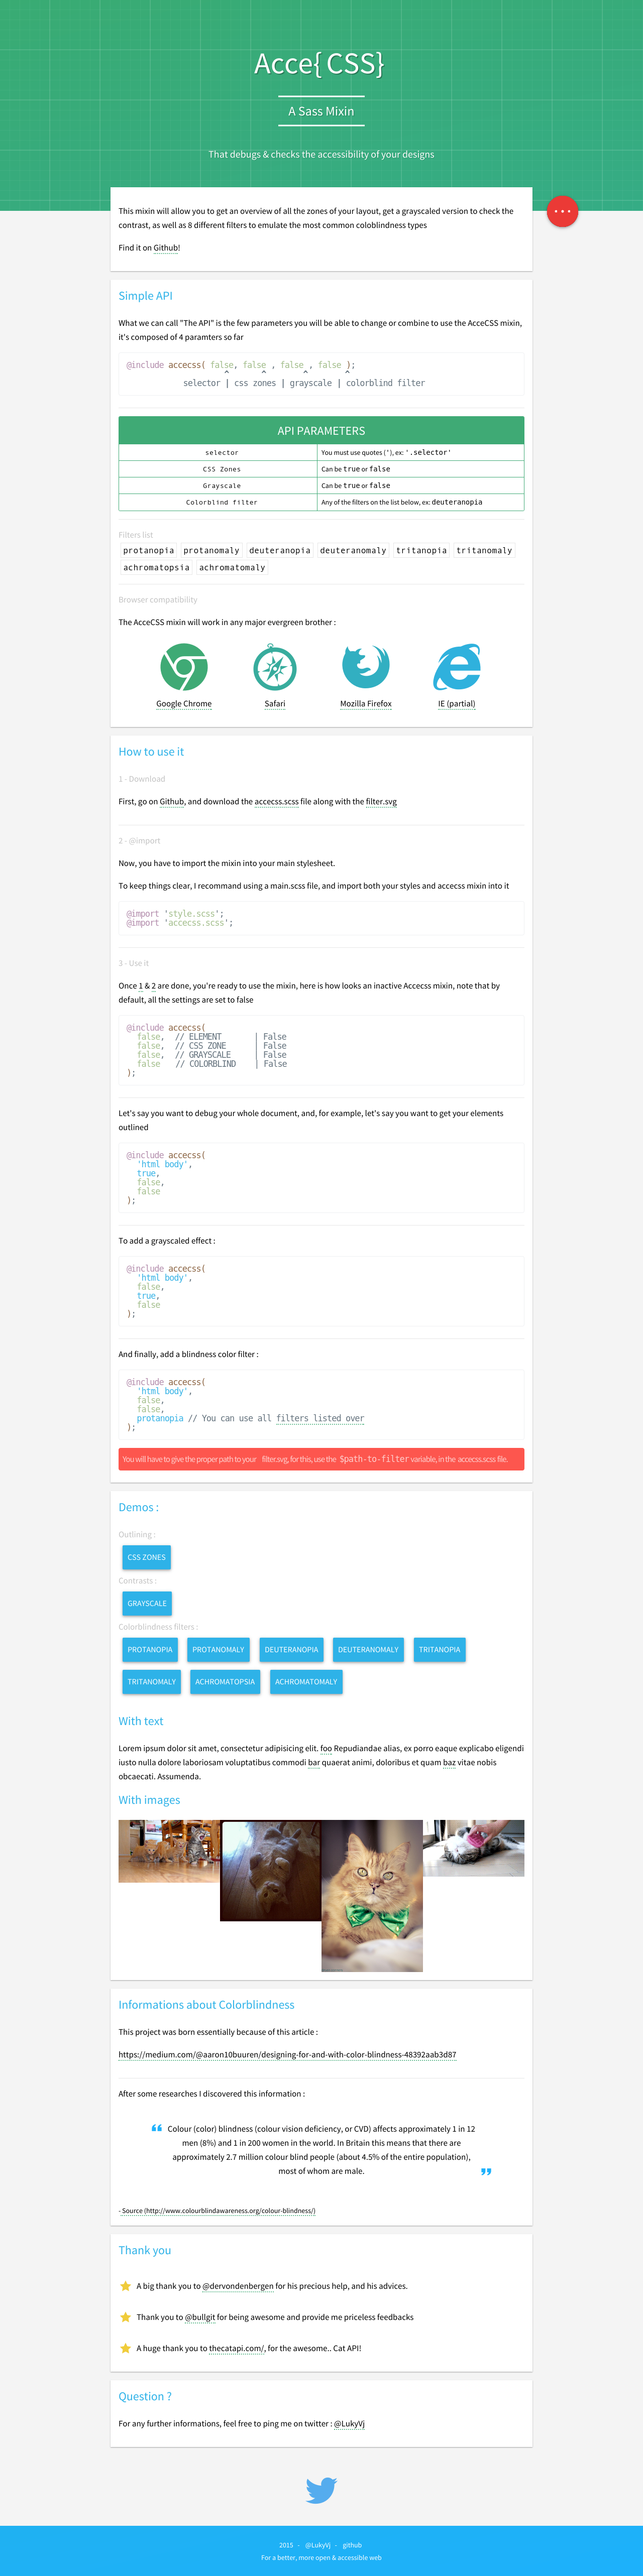 Acce{ CSS}
A Sass Mixin
That debugs & checks the accessibility of your designs
This mixin will allow you to get an overview of all the zones of your layout, get a grayscaled version to check the
contrast, as well as 8 different filters to emulate the most common coloblindness types
Find it on Github!
Simple API
What we can call "The API" is the few parameters you will be able to change or combine to use the AcceCSS mixin,
it's composed of 4 paramters so far
@include accecss( false, false , false , false );
^ ^ ^ ^
selector | css zones | grayscale | colorblind filter
API PARAMETERS
selector You must use quotes ('), ex: '.selector'
CSS Zones Can be true or false
Grayscale Can be true or false
Colorblind filter Any of the filters on the list below, ex: deuteranopia
Filters list
protanopia protanomaly deuteranopia deuteranomaly tritanopia tritanomaly
achromatopsia achromatomaly
Browser compatibility
The AcceCSS mixin will work in any major evergreen brother :
Google Chrome Safari Mozilla Firefox IE (partial)
How to use it
1 - Download
First, go on Github, and download the accecss.scss file along with the filter.svg
2 - @import
Now, you have to import the mixin into your main stylesheet.
To keep things clear, I recommand using a main.scss file, and import both your styles and accecss mixin into it
@import 'style.scss';
@import 'accecss.scss';
3 - Use it
Once 1 & 2 are done, you're ready to use the mixin, here is how looks an inactive Accecss mixin, note that by
default, all the settings are set to false
@include accecss(
false, // ELEMENT | False
false, // CSS ZONE | False
false, // GRAYSCALE | False
false // COLORBLIND | False
);
Let's say you want to debug your whole document, and, for example, let's say you want to get your elements
outlined
@include accecss(
'html body',
true,
false,
false
);
To add a grayscaled effect :
@include accecss(
'html body',
false,
true,
false
);
And finally, add a blindness color filter :
@include accecss(
'html body',
false,
false,
protanopia // You can use all filters listed over
);
You will have to give the proper path to your filter.svg, for this, use the $path-to-filter variable, in the accecss.scss file.
Demos :
Outlining :
CSS ZONES
Contrasts :
GRAYSCALE
Colorblindness filters :
PROTANOPIA PROTANOMALY DEUTERANOPIA DEUTERANOMALY TRITANOPIA
TRITANOMALY ACHROMATOPSIA ACHROMATOMALY
With text
Lorem ipsum dolor sit amet, consectetur adipisicing elit. foo Repudiandae alias, ex porro eaque explicabo eligendi
iusto nulla dolore laboriosam voluptatibus commodi bar quaerat animi, doloribus et quam baz vitae nobis
obcaecati. Assumenda.
With images
Informations about Colorblindness
This project was born essentially because of this article :
https://medium.com/@aaron10buuren/designing-for-and-with-color-blindness-48392aab3d87
After some researches I discovered this information :
❝ Colour (color) blindness (colour vision deficiency, or CVD) affects approximately 1 in 12
men (8%) and 1 in 200 women in the world. In Britain this means that there are
approximately 2.7 million colour blind people (about 4.5% of the entire population),
most of whom are male. ❞
- Source (http://www.colourblindawareness.org/colour-blindness/)
Thank you
A big thank you to @dervondenbergen for his precious help, and his advices.
Thank you to @bullgit for being awesome and provide me priceless feedbacks
A huge thank you to thecatapi.com/, for the awesome.. Cat API!
Question ?
For any further informations, feel free to ping me on twitter : @LukyVj
2015 - @LukyVj - github
For a better, more open & accessible web